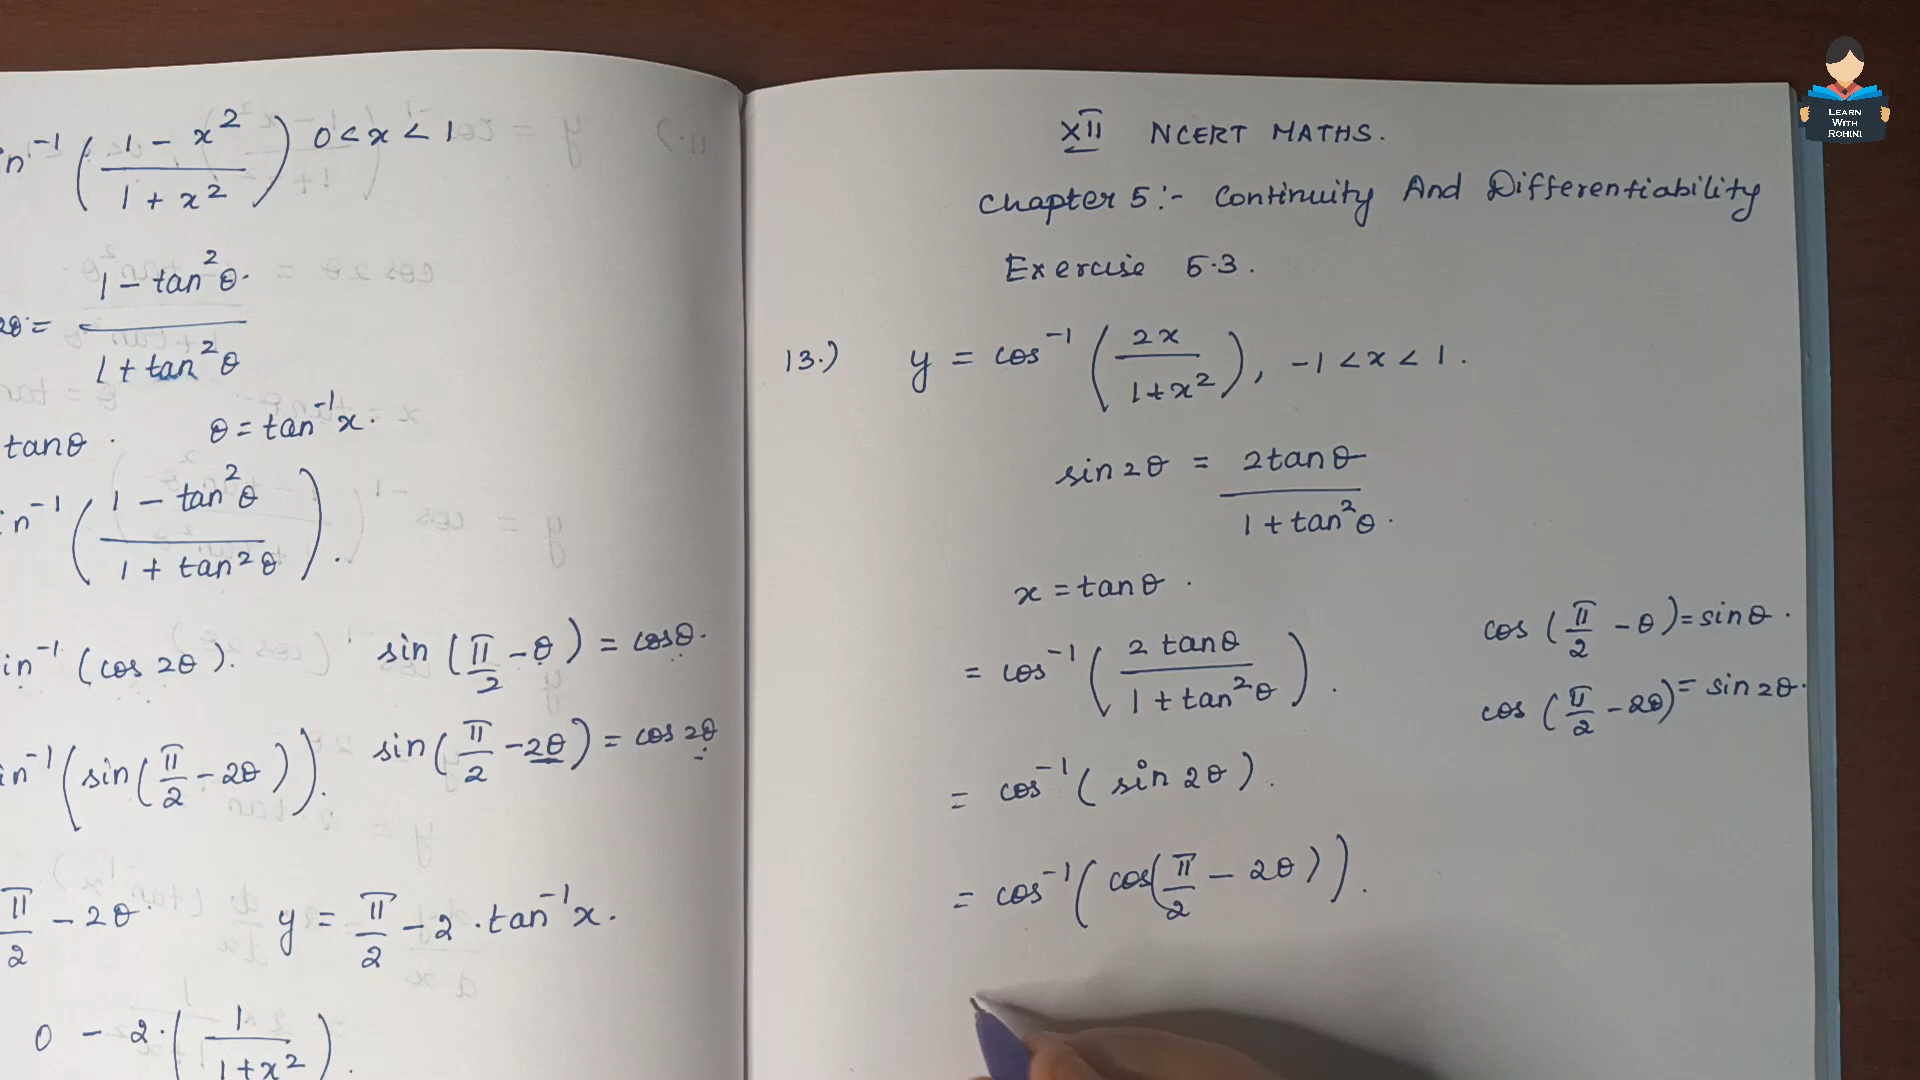 in⁻¹ ( 1 - x² / 1 + x² ) 0 < x < 1
2θ = 1 - tan²θ. / 1 + tan²θ
tanθ . θ = tan⁻¹x.
in⁻¹ ( 1 - tan²θ / 1 + tan²θ ) .
in⁻¹ (cos 2θ). sin (π/2 - θ) = cosθ.
in⁻¹ (sin (π/2 - 2θ)). sin (π/2 - 2θ) = cos 2θ
π/2 - 2θ. y = π/2 - 2 . tan⁻¹x.
0 - 2. ( 1 / 1+x² ) .
XII NCERT MATHS.
Chapter 5 :- Continuity And Differentiability
Exercise 5.3.
13.) y = cos⁻¹ ( 2x / 1+x² ) , -1 < x < 1 .
sin 2θ = 2tanθ / 1 + tan²θ .
x = tanθ .
= cos⁻¹ ( 2 tanθ / 1 + tan²θ ) .
cos (π/2 - θ) = sinθ .
cos (π/2 - 2θ) = sin 2θ.
= cos⁻¹ ( sin 2θ ) .
= cos⁻¹ ( cos(π/2 - 2θ) ) .
LEARN
WITH
ROHINI